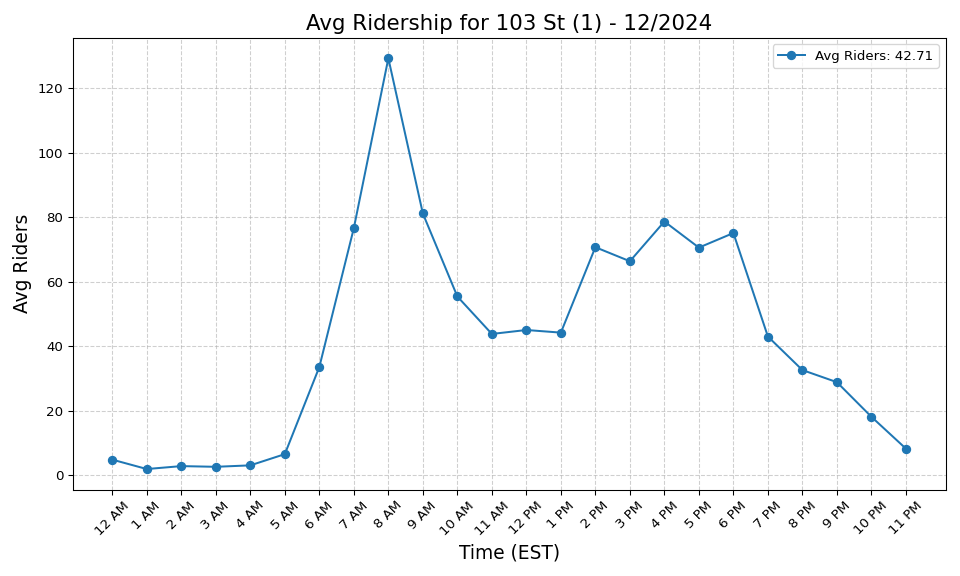 Avg Ridership for 103 St (1) - 12/2024
Avg Riders: 42.71
Avg Riders
120
100
80
60
40
20
0
12 AM
1 AM
2 AM
3 AM
4 AM
5 AM
6 AM
7 AM
8 AM
9 AM
10 AM
11 AM
12 PM
1 PM
2 PM
3 PM
4 PM
5 PM
6 PM
7 PM
8 PM
9 PM
10 PM
11 PM
Time (EST)